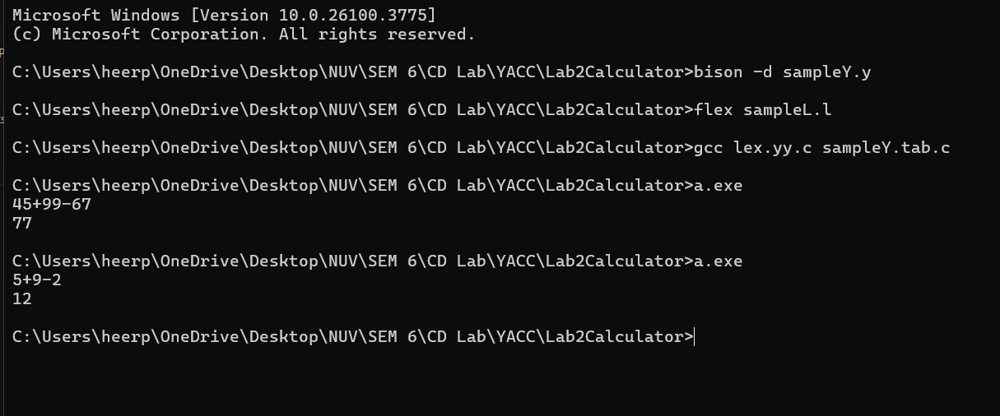 Microsoft Windows [Version 10.0.26100.3775]
(c) Microsoft Corporation. All rights reserved.
C:\Users\heerp\OneDrive\Desktop\NUV\SEM 6\CD Lab\YACC\Lab2Calculator>bison -d sampleY.y
C:\Users\heerp\OneDrive\Desktop\NUV\SEM 6\CD Lab\YACC\Lab2Calculator>flex sampleL.l
C:\Users\heerp\OneDrive\Desktop\NUV\SEM 6\CD Lab\YACC\Lab2Calculator>gcc lex.yy.c sampleY.tab.c
C:\Users\heerp\OneDrive\Desktop\NUV\SEM 6\CD Lab\YACC\Lab2Calculator>a.exe
45+99-67
77
C:\Users\heerp\OneDrive\Desktop\NUV\SEM 6\CD Lab\YACC\Lab2Calculator>a.exe
5+9-2
12
C:\Users\heerp\OneDrive\Desktop\NUV\SEM 6\CD Lab\YACC\Lab2Calculator>